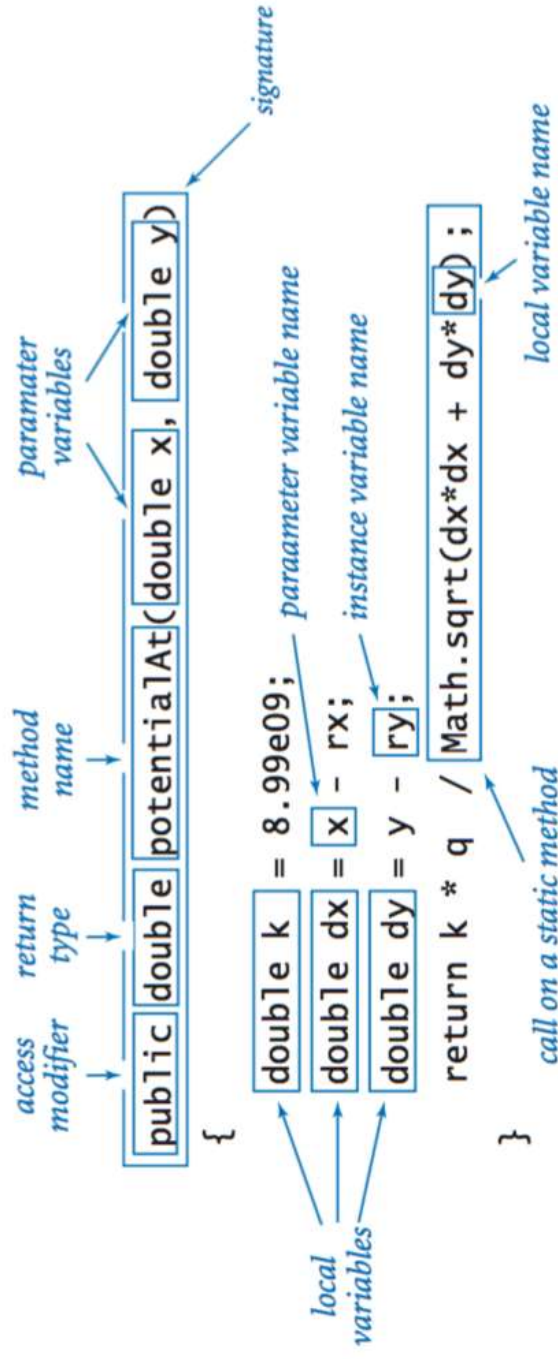 access
modifier
return
type
method
name
paramater
variables
public double potentialAt(double x, double y)
signature
{
local
variables
double k = 8.99e09;
double dx = x - rx;
double dy = y - ry;
paraameter variable name
instance variable name
return k * q / Math.sqrt(dx*dx + dy*dy);
}
call on a static method
local variable name